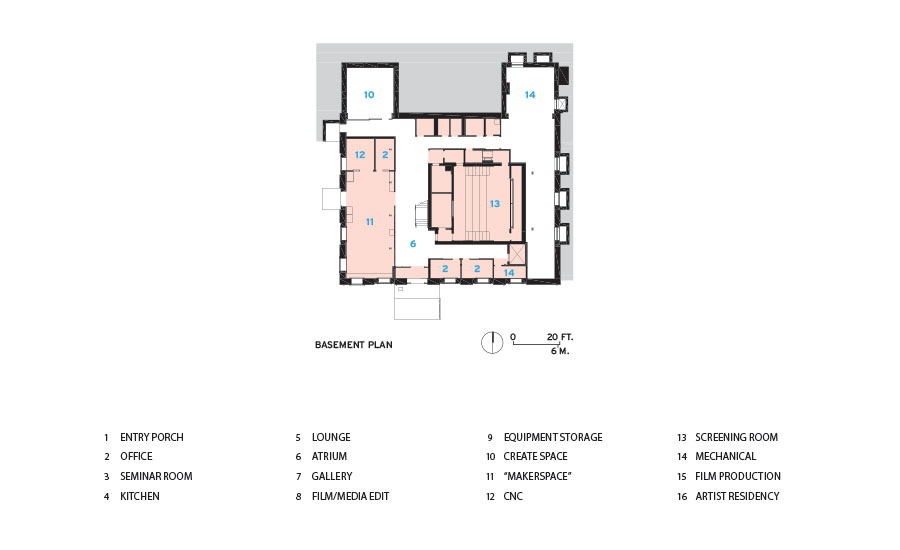 10
14
12 2
13
11
6
2 2 14
0 20 FT.
BASEMENT PLAN
6 M.
1 ENTRY PORCH
2 OFFICE
3 SEMINAR ROOM
4 KITCHEN
5 LOUNGE
6 ATRIUM
7 GALLERY
8 FILM/MEDIA EDIT
9 EQUIPMENT STORAGE
10 CREATE SPACE
11 “MAKERSPACE”
12 CNC
13 SCREENING ROOM
14 MECHANICAL
15 FILM PRODUCTION
16 ARTIST RESIDENCY